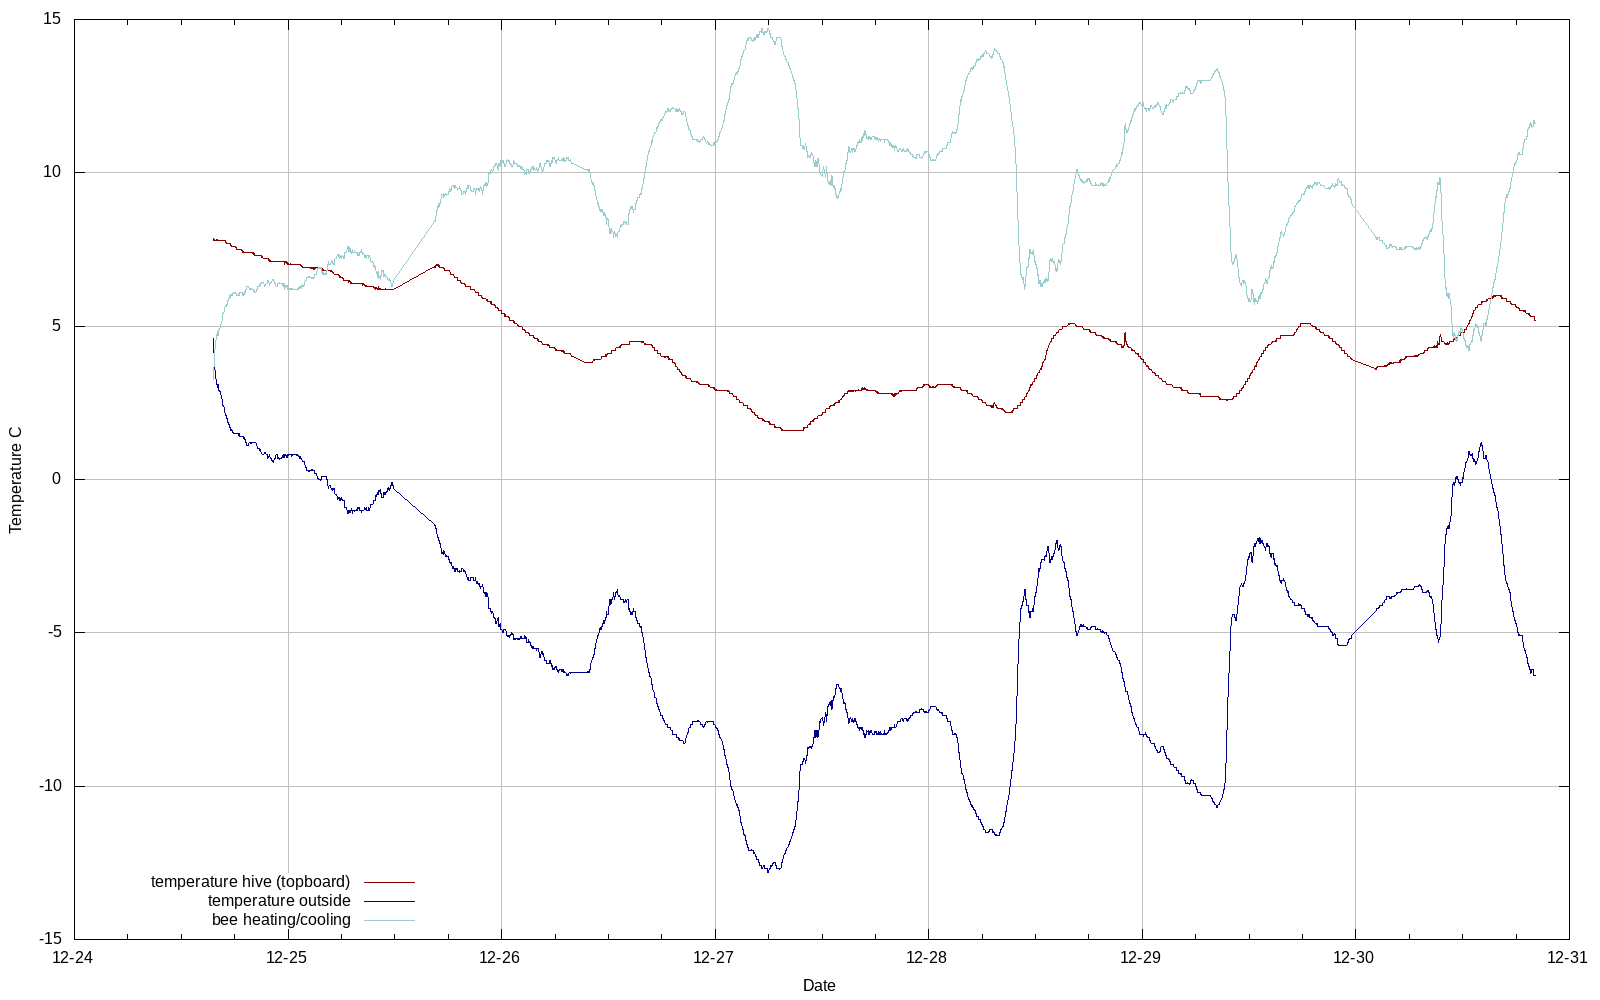 15
10
5
0
-5
-10
-15
Temperature C
temperature hive (topboard)
temperature outside
bee heating/cooling
12-24 12-25 12-26 12-27 12-28 12-29 12-30 12-31
Date